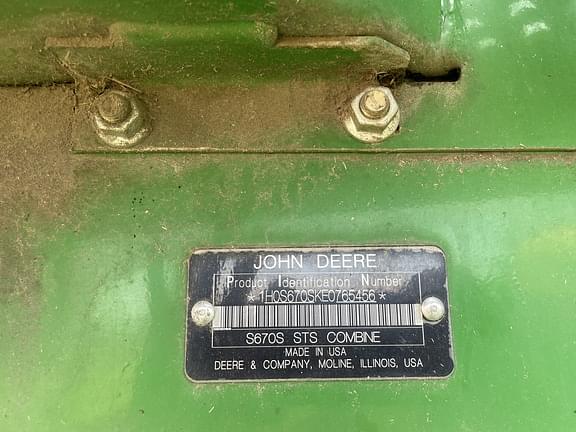 JOHN DEERE
Product Identification Number
*1H0S670SKE0765456*
S670S STS COMBINE
MADE IN USA
DEERE & COMPANY, MOLINE, ILLINOIS, USA